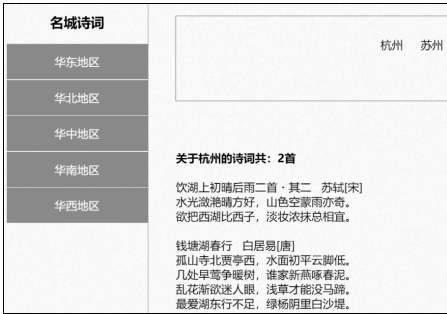 名城诗词
华东地区
华北地区
华中地区
华南地区
华西地区
杭州 苏州
关于杭州的诗词共：2首
饮湖上初晴后雨二首·其二 苏轼[宋]
水光潋滟晴方好，山色空蒙雨亦奇。
欲把西湖比西子，淡妆浓抹总相宜。
钱塘湖春行 白居易[唐]
孤山寺北贾亭西，水面初平云脚低。
几处早莺争暖树，谁家新燕啄春泥。
乱花渐欲迷人眼，浅草才能没马蹄。
最爱湖东行不足，绿杨阴里白沙堤。